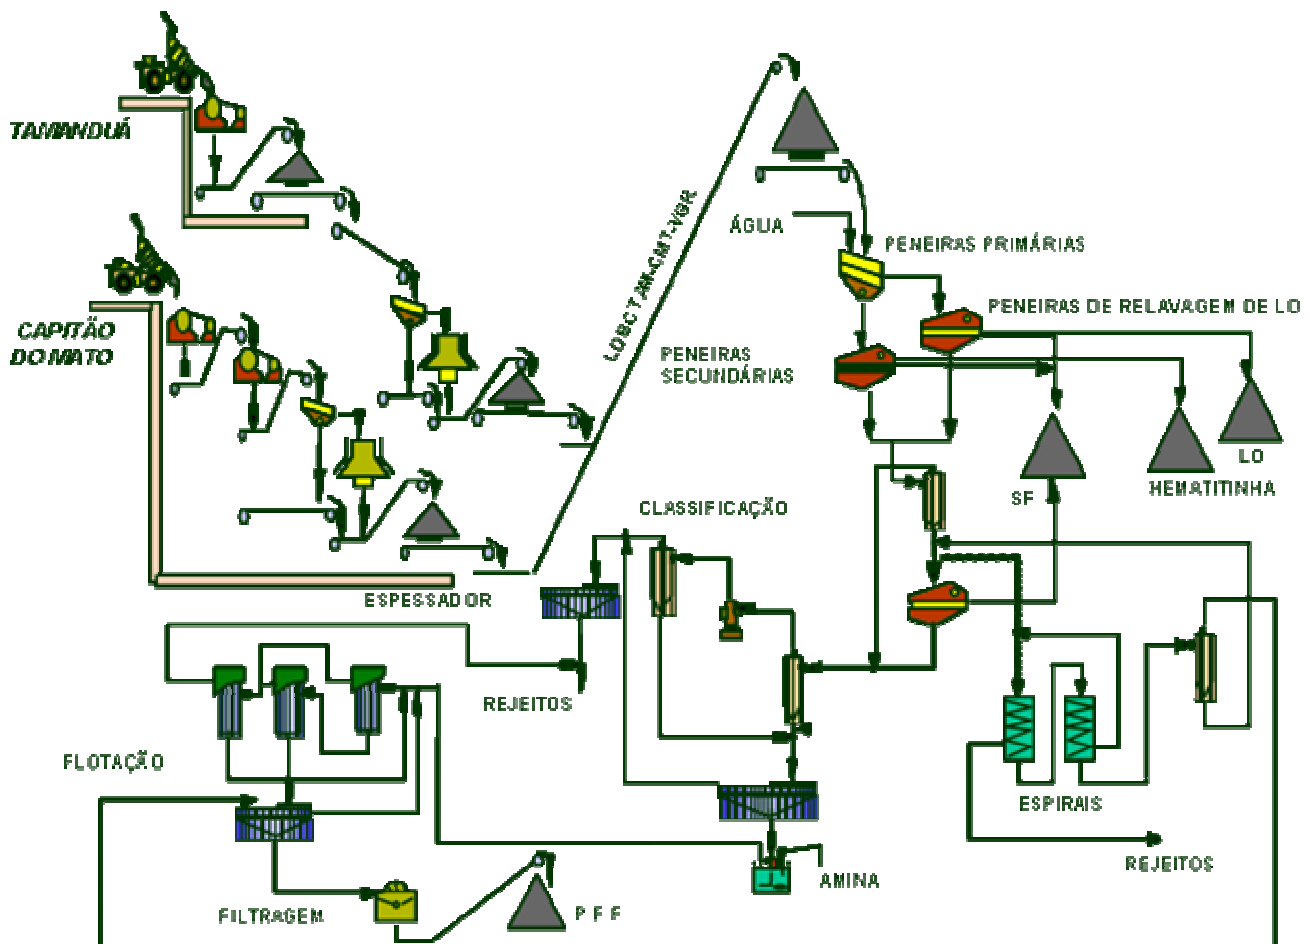 TAMANDUÁ
CAPITÃO
DO MATO
ÁGUA
PENEIRAS PRIMÁRIAS
PENEIRAS DE RELAVAGEM DE LO
PENEIRAS
SECUNDÁRIAS
LO
HEMATITINHA
SF
CLASSIFICAÇÃO
ESPESSADOR
REJEITOS
FLOTAÇÃO
ESPIRAIS
REJEITOS
AMINA
FILTRAGEM
P F F